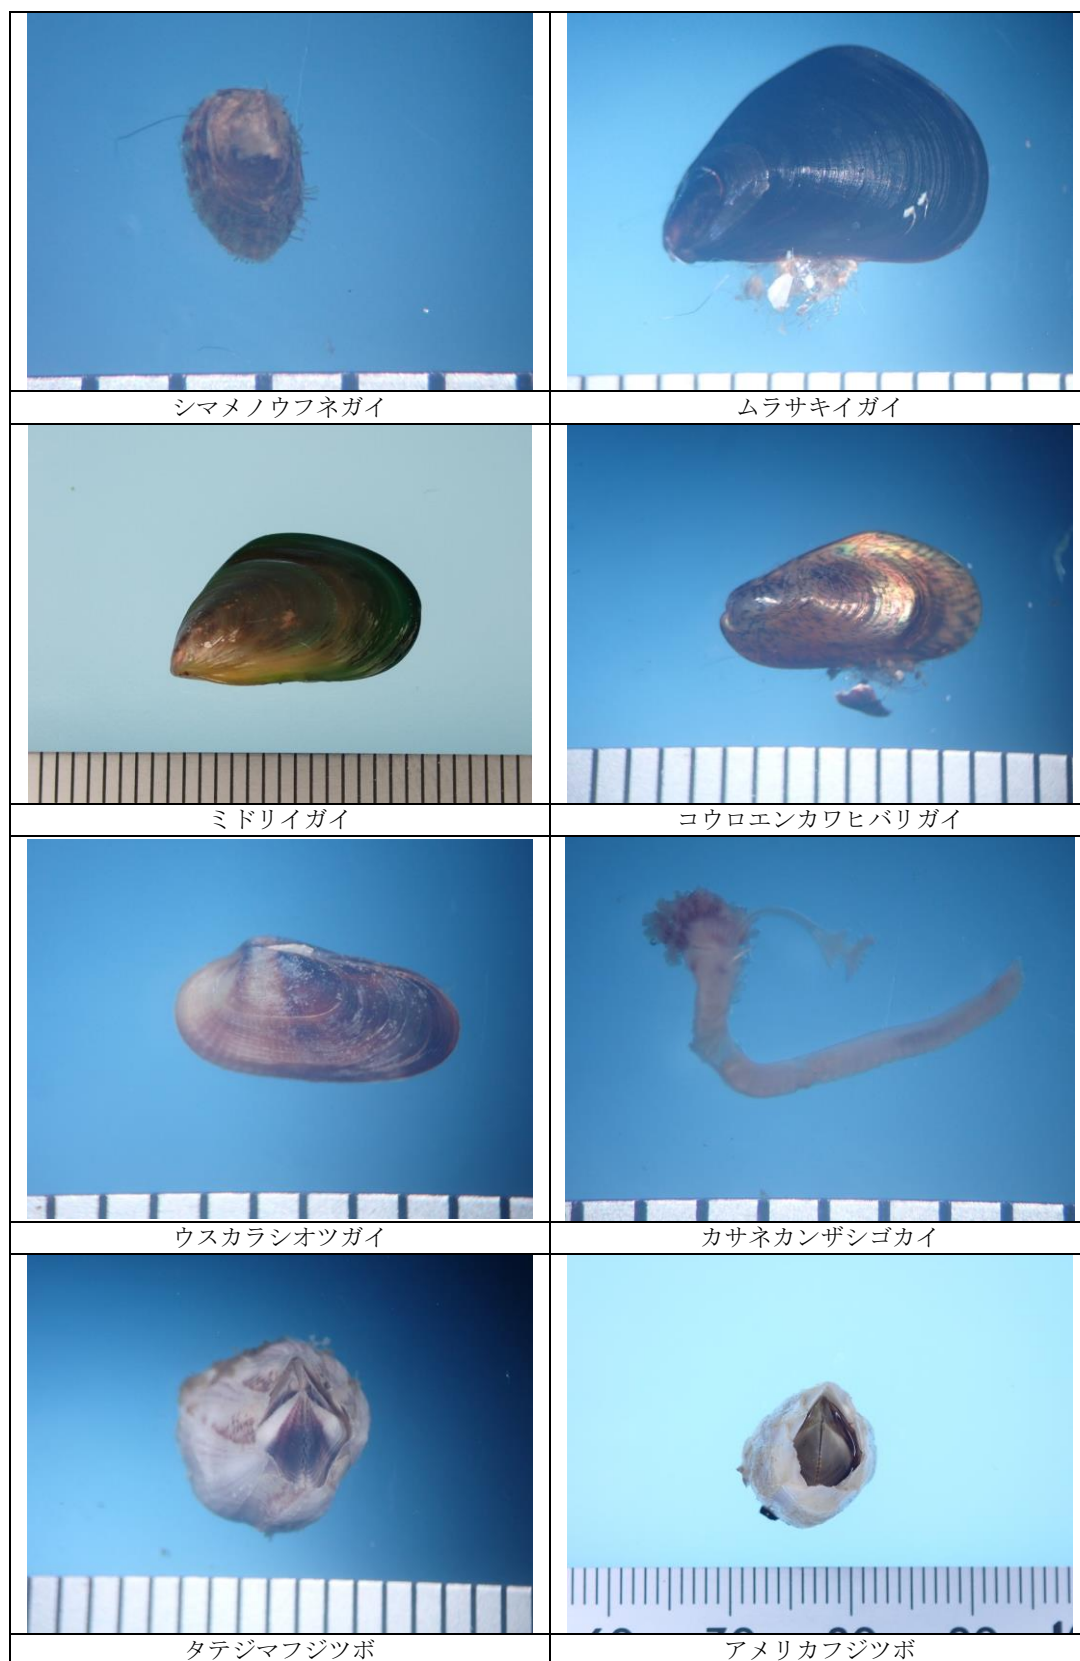 シマメノウフネガイ
ムラサキイガイ
ミドリイガイ
コウロエンカワヒバリガイ
ウスカラシオツガイ
カサネカンザシゴカイ
タテジマフジツボ
アメリカフジツボ